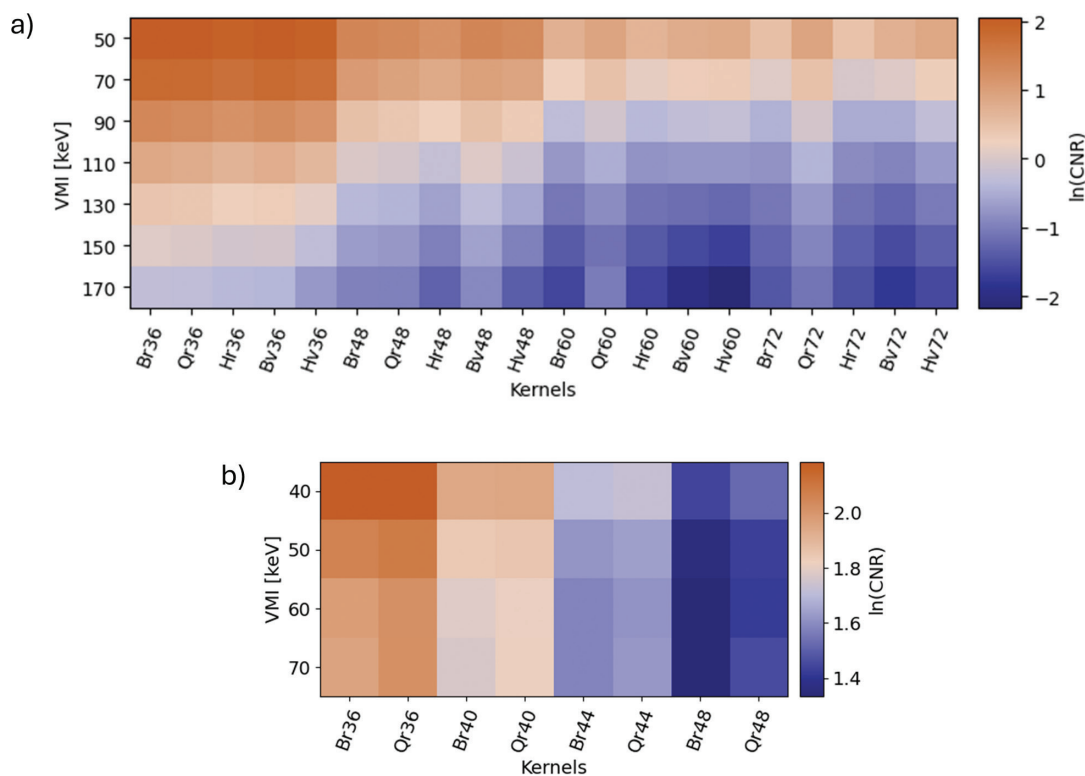 a)
VMI [keV]
50
70
90
110
130
150
170
Br36 Qr36 Hr36 Bv36 Hv36 Br48 Qr48 Hr48 Bv48 Hv48 Br60 Qr60 Hr60 Bv60 Hv60 Br72 Qr72 Hr72 Bv72 Hv72
Kernels
2
1
0
−1
−2
ln(CNR)
b)
VMI [keV]
40
50
60
70
Br36 Qr36 Br40 Qr40 Br44 Qr44 Br48 Qr48
Kernels
2.0
1.8
1.6
1.4
ln(CNR)